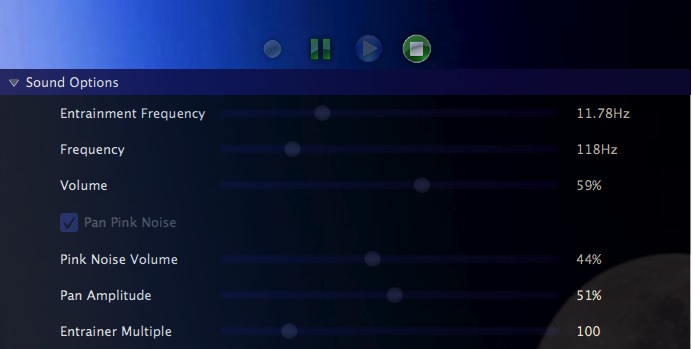 Sound Options
Entrainment Frequency 11.78Hz
Frequency 118Hz
Volume 59%
Pan Pink Noise
Pink Noise Volume 44%
Pan Amplitude 51%
Entrainer Multiple 100